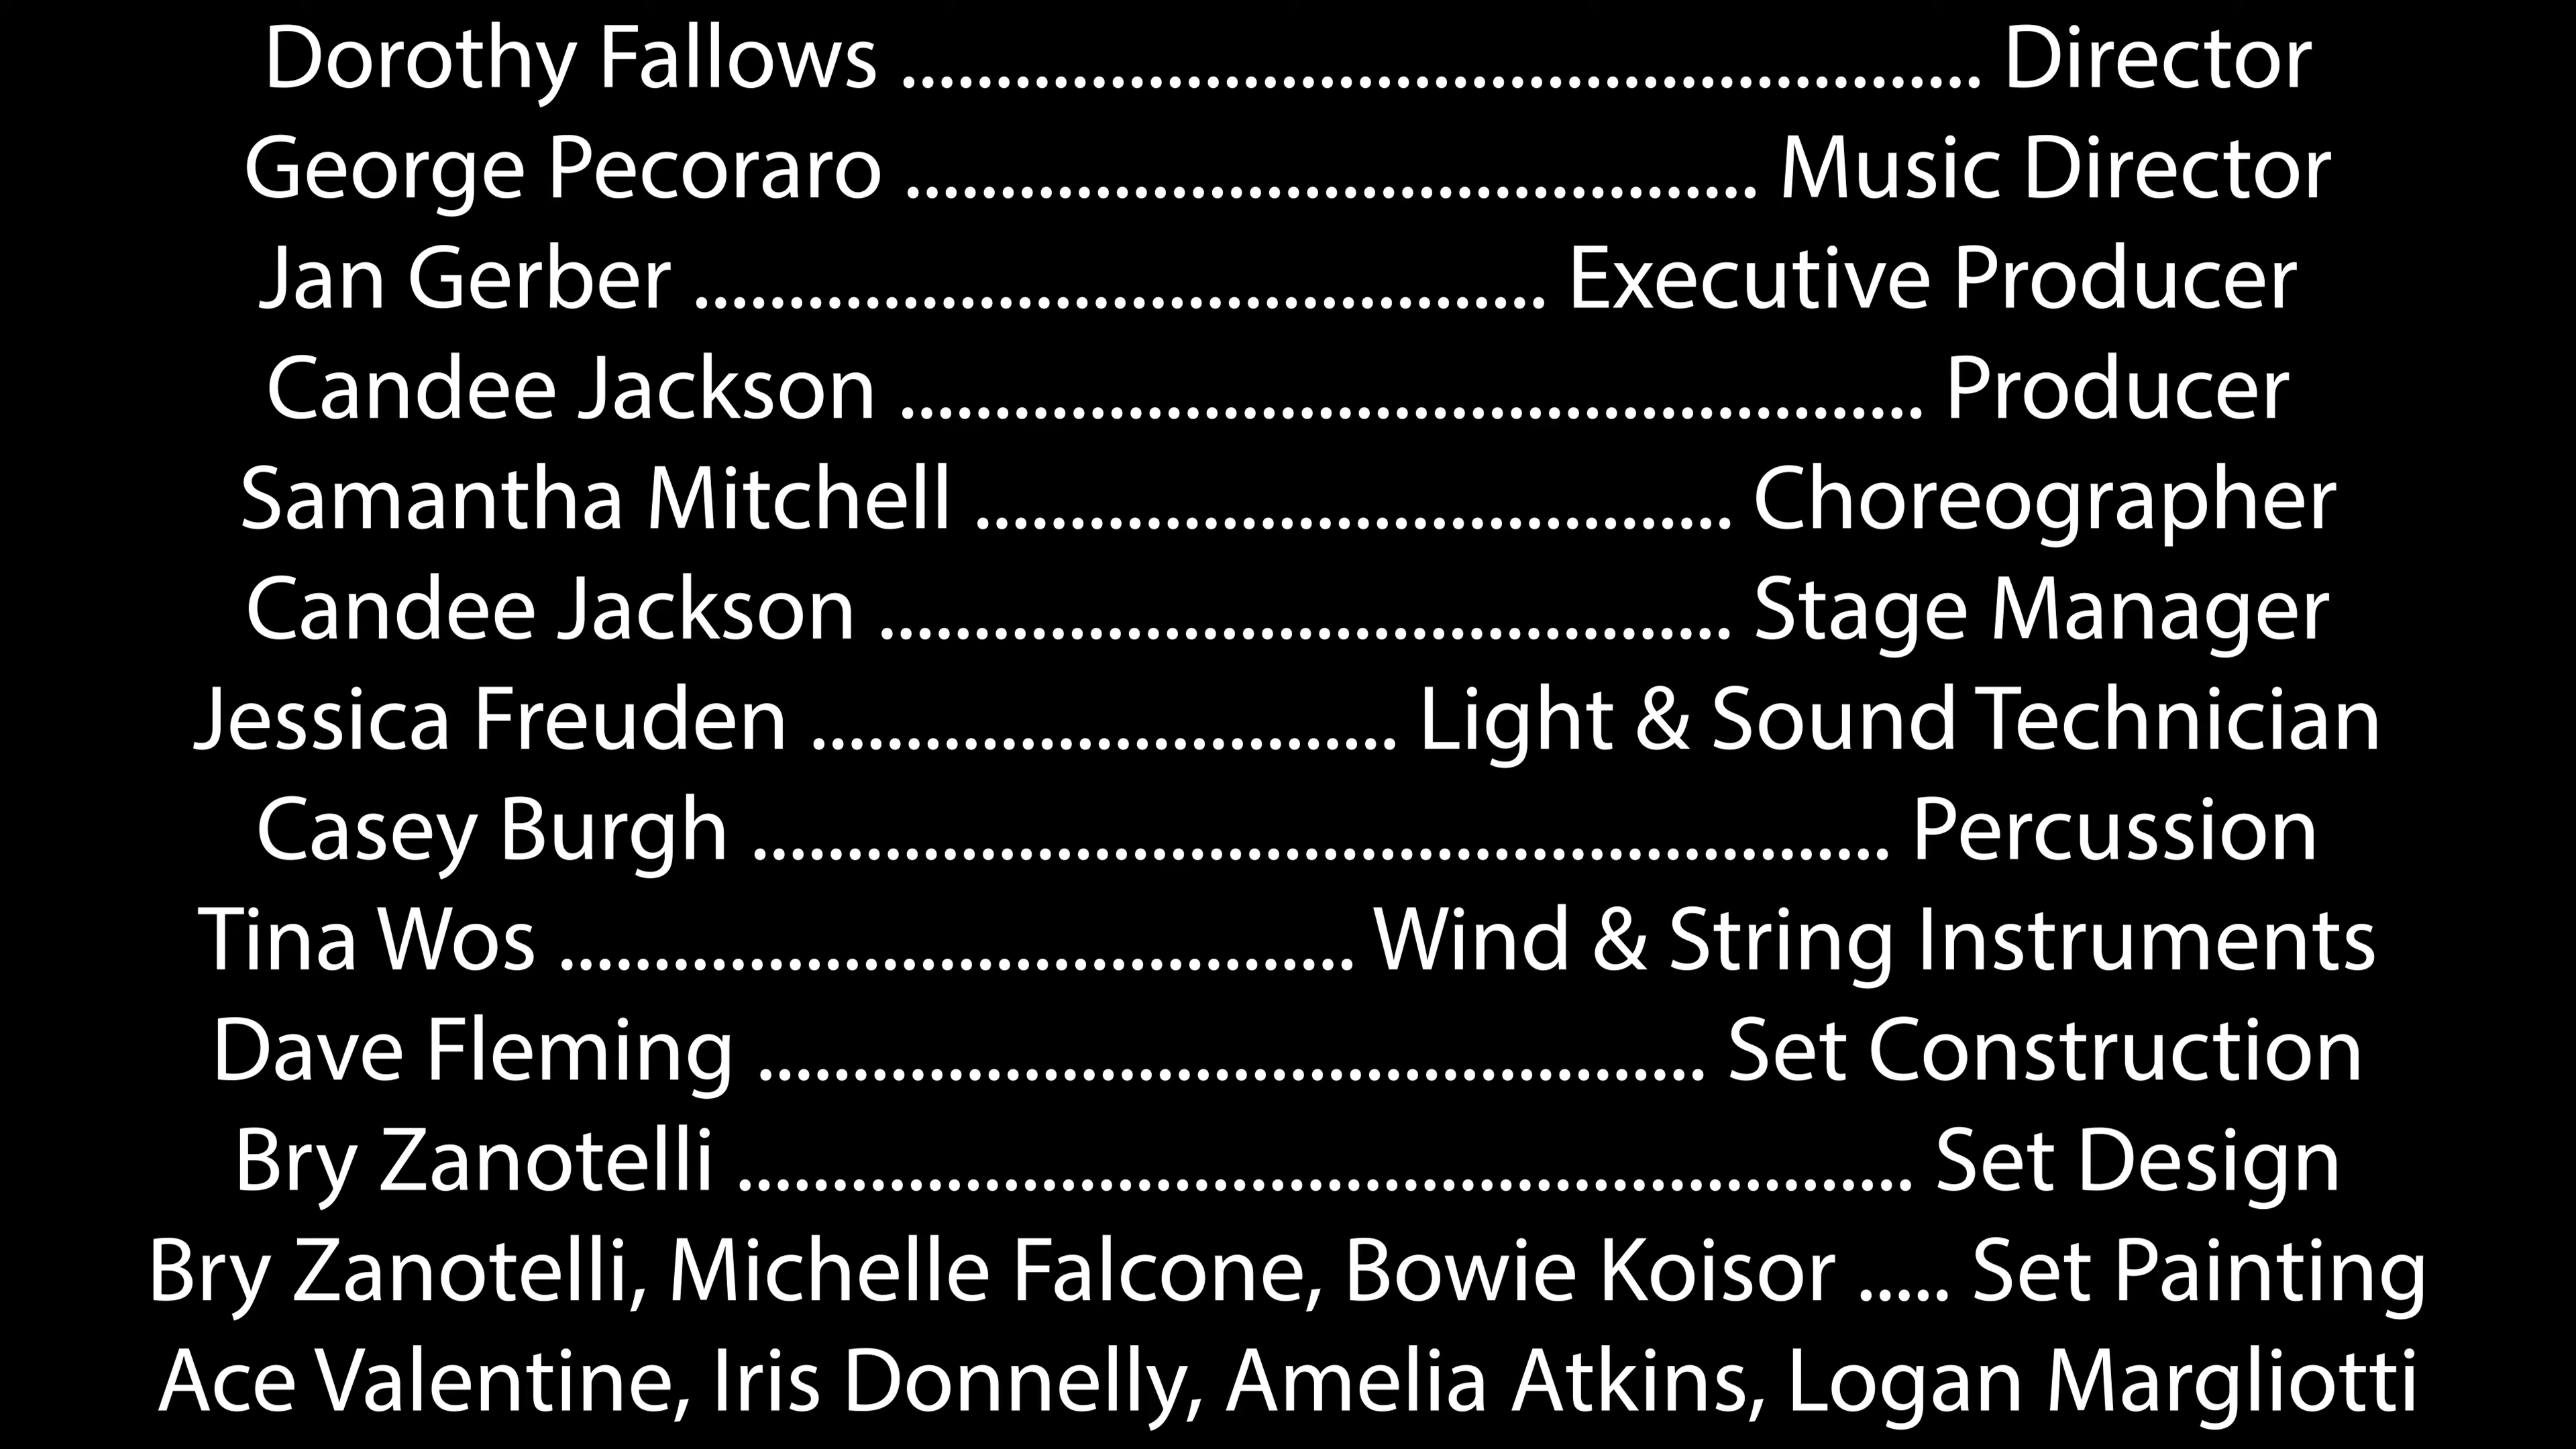 Dorothy Fallows ......................................................... Director
George Pecoraro ............................................. Music Director
Jan Gerber ............................................. Executive Producer
Candee Jackson ...................................................... Producer
Samantha Mitchell ........................................ Choreographer
Candee Jackson ............................................. Stage Manager
Jessica Freuden ............................... Light & Sound Technician
Casey Burgh ............................................................ Percussion
Tina Wos .......................................... Wind & String Instruments
Dave Fleming .................................................. Set Construction
Bry Zanotelli .............................................................. Set Design
Bry Zanotelli, Michelle Falcone, Bowie Koisor ..... Set Painting
Ace Valentine, Iris Donnelly, Amelia Atkins, Logan Margliotti